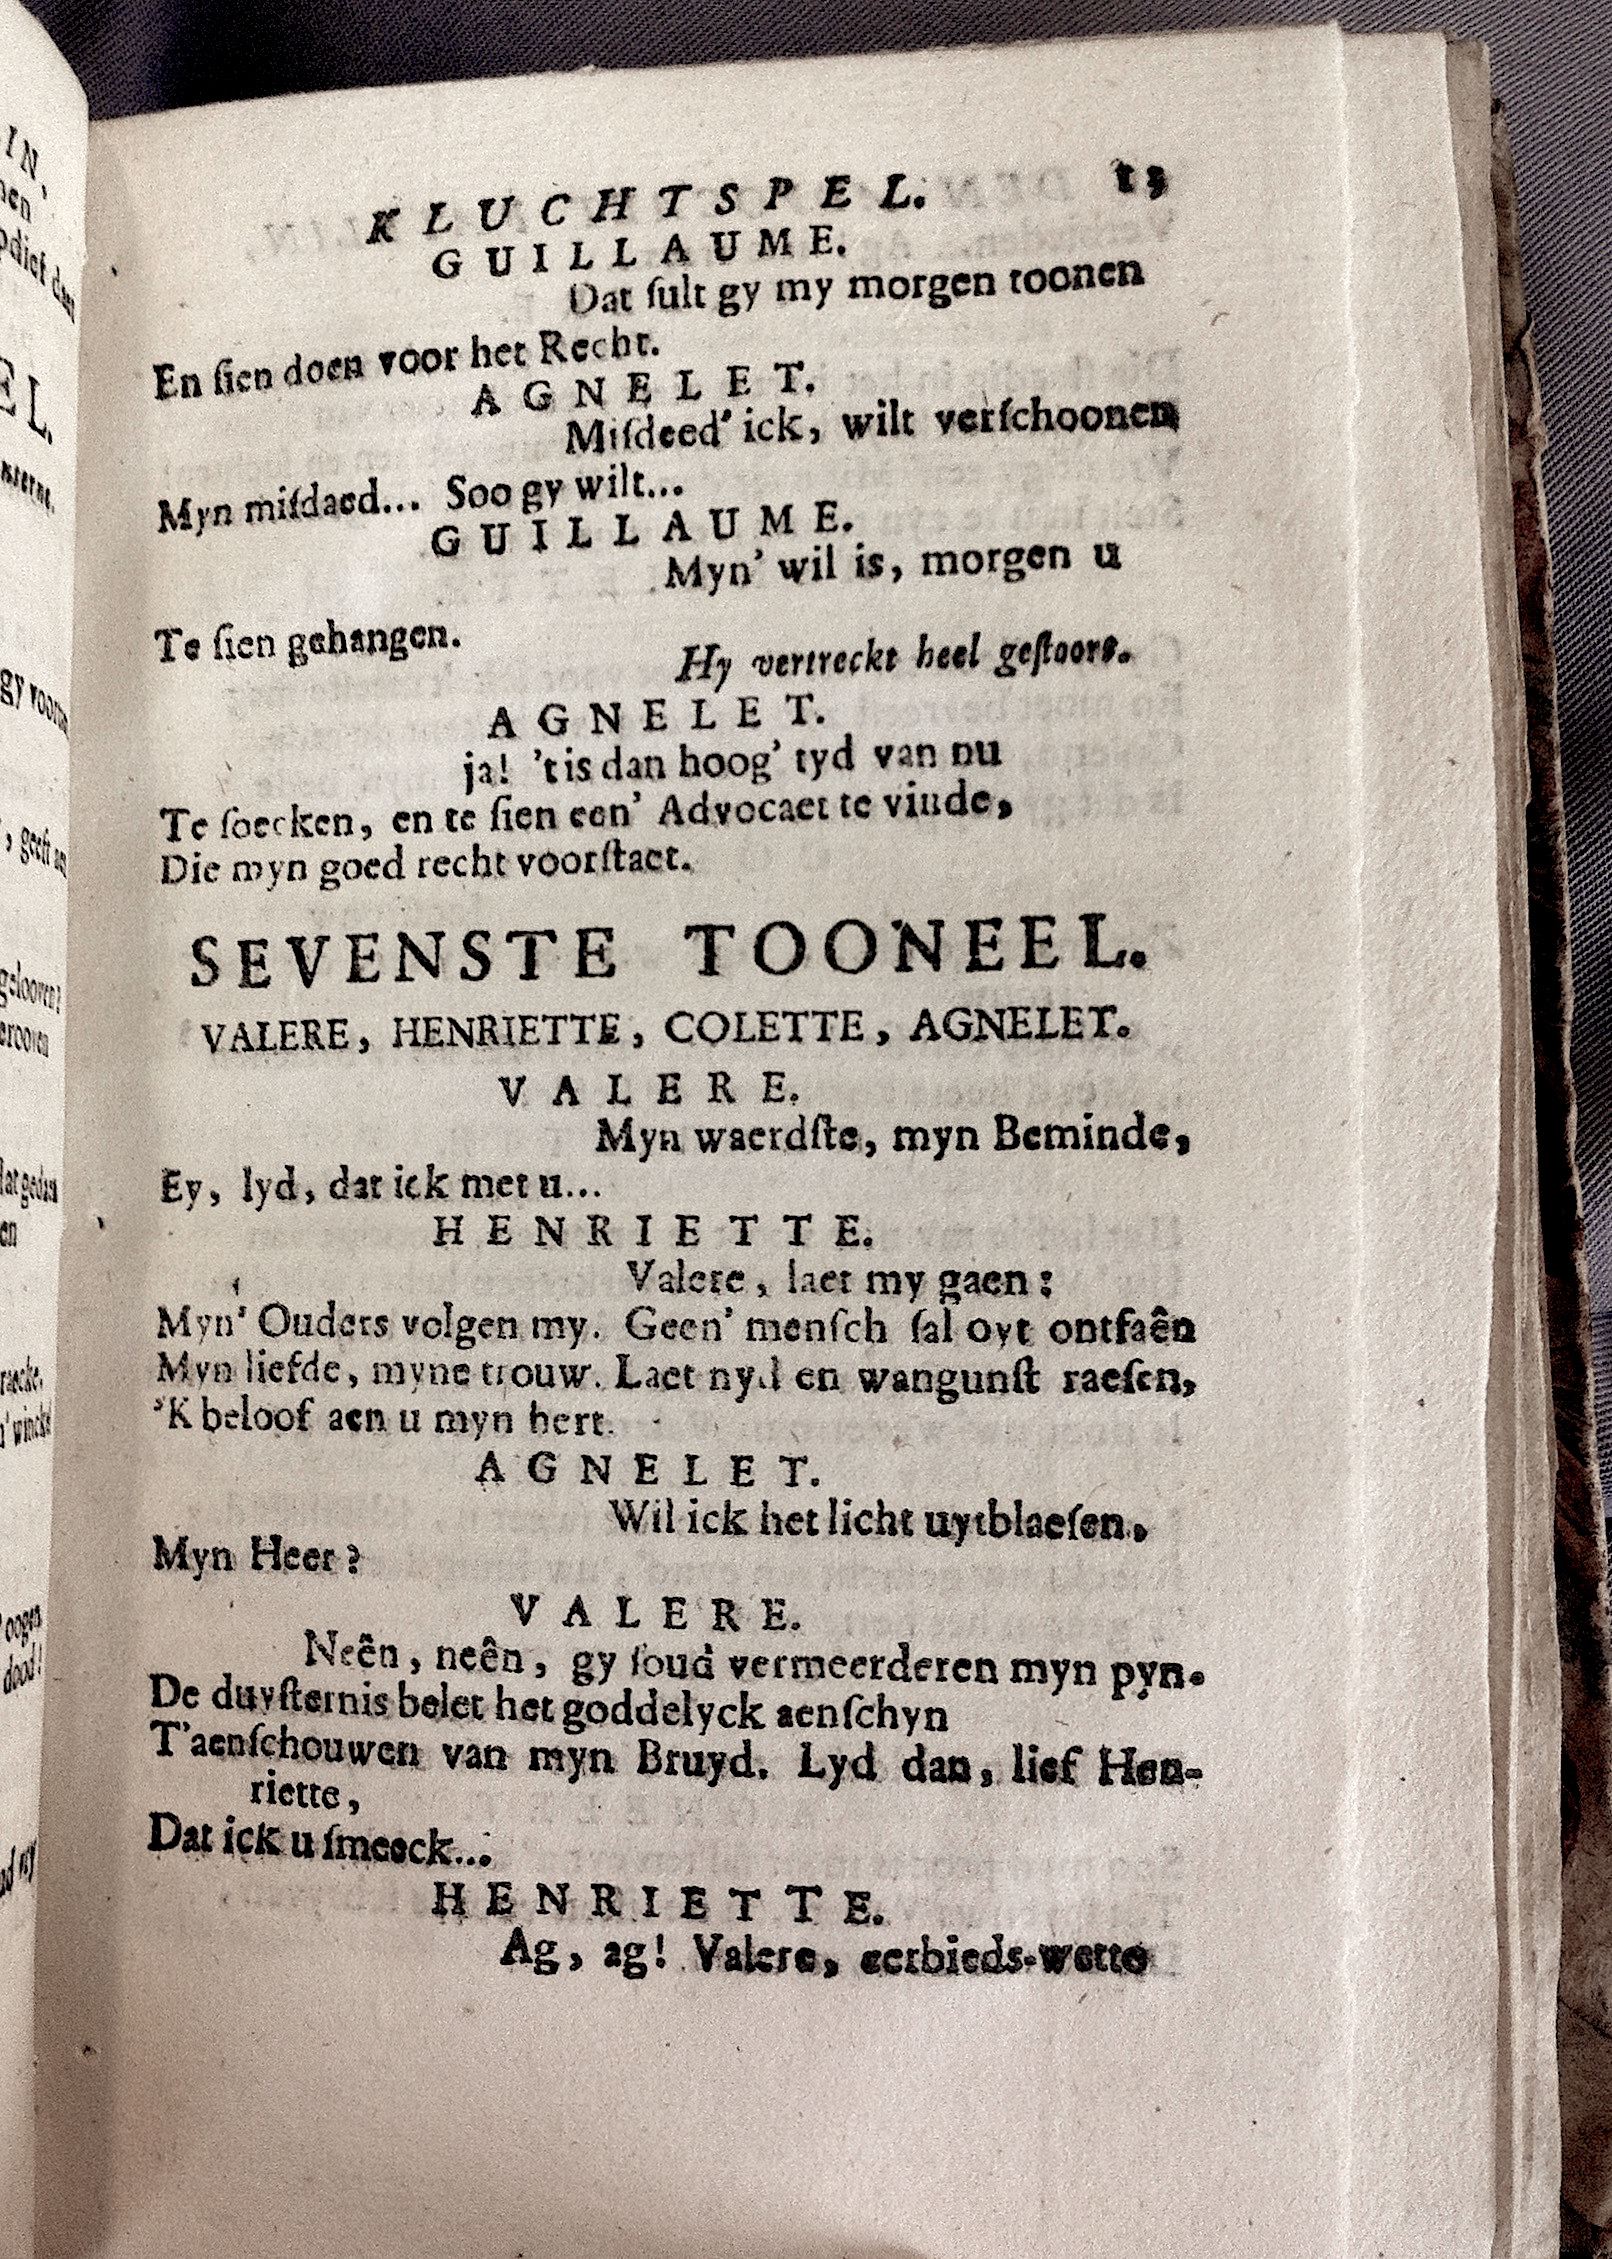 KLUCHTSPEL.
GUILLAUME.
Dat ſult gy my morgen toonen
En ſien doen voor het Recht.
AGNELET.
Miſdeed' ick, wilt verſchoonen
Myn miſdaed... Soo gy wilt...
GUILLAUME.
Myn' wil is, morgen u
Te ſien gehangen.
Hy vertreckt heel geſtoort.
AGNELET.
ja! 't is dan hoog' tyd van nu
Te ſoecken, en te ſien een' Advocaet te vinde,
Die myn goed recht voorſtaet.
SEVENSTE TOONEEL.
VALERE, HENRIETTE, COLETTE, AGNELET.
VALERE.
Myn waerdſte, myn Beminde,
Ey, lyd, dat ick met u...
HENRIETTE.
Valere, laet my gaen:
Myn' Ouders volgen my. Geen' menſch ſal oyt ontfaên
Myn liefde, myne trouw. Laet nyd en wangunſt raeſen,
'K beloof aen u myn hert.
AGNELET.
Wil ick het licht uytblaeſen,
Myn Heer?
VALERE.
Neên, neên, gy ſoud vermeerderen myn pyn.
De duyſternis belet het goddelyck aenſchyn
T'aenſchouwen van myn Bruyd. Lyd dan, lief Hen-
riette,
Dat ick u ſmeeck...
HENRIETTE.
Ag, ag! Valere, eerbieds-wette